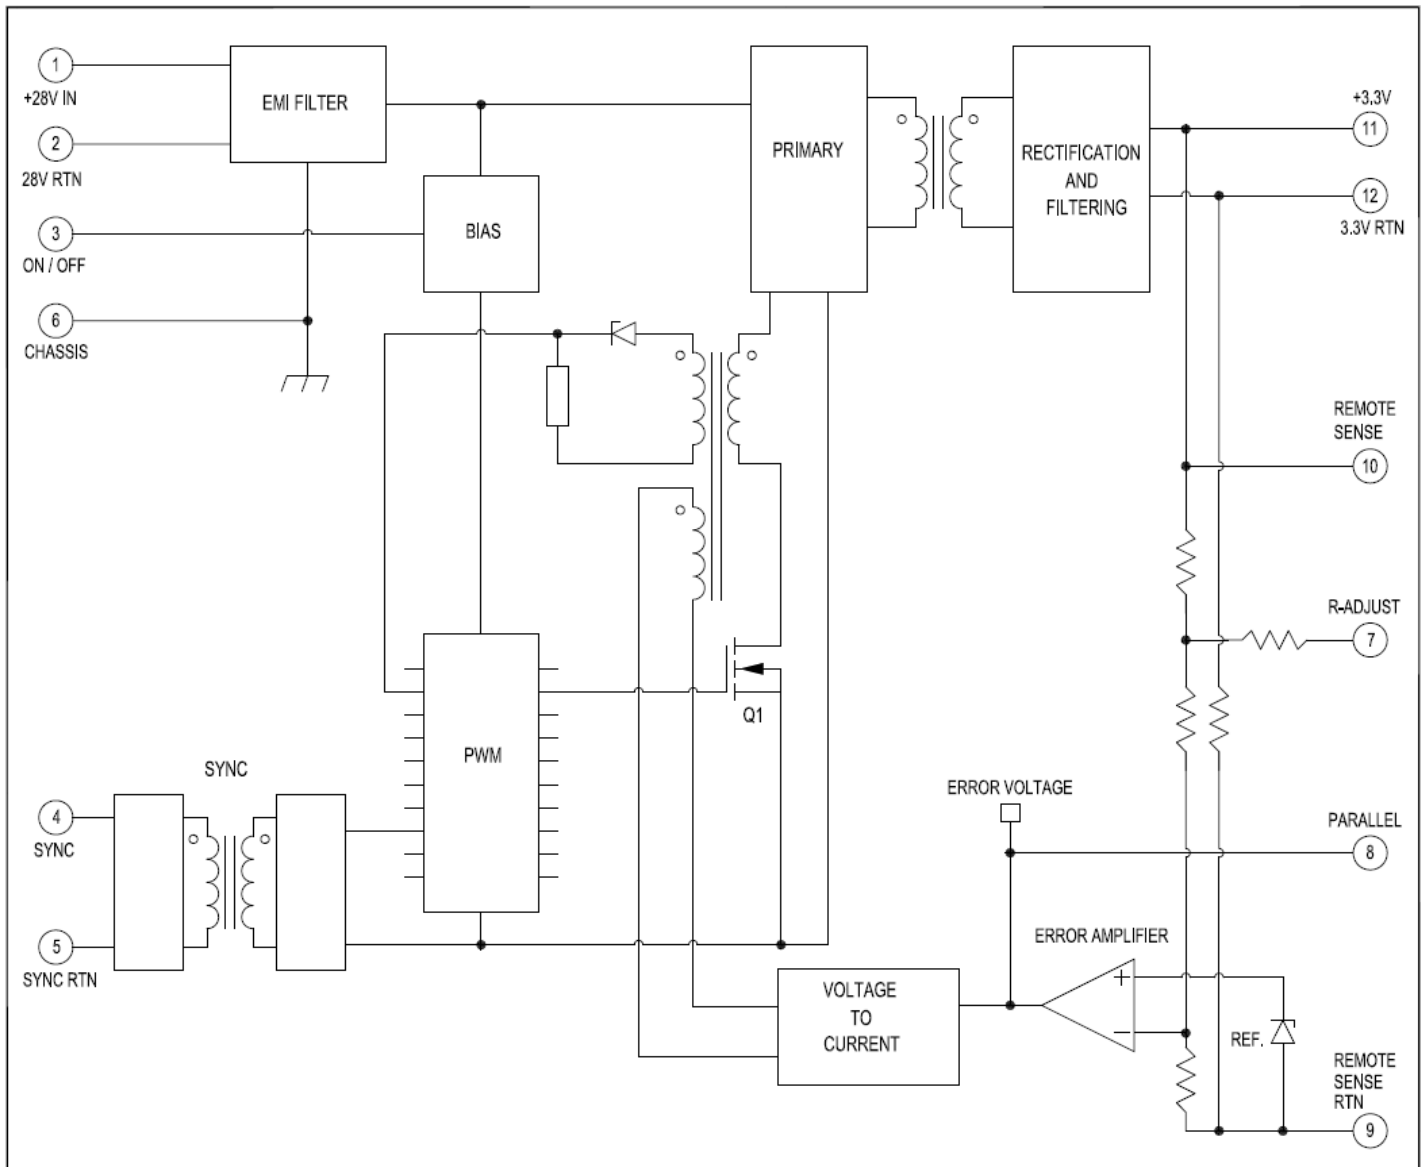 1
+28V IN
2
28V RTN
3
ON / OFF
6
CHASSIS
EMI FILTER
BIAS
PRIMARY
RECTIFICATION
AND
FILTERING
+3.3V
11
12
3.3V RTN
REMOTE
SENSE
10
R-ADJUST
7
Q1
PWM
SYNC
4
SYNC
5
SYNC RTN
ERROR VOLTAGE
PARALLEL
8
ERROR AMPLIFIER
+
−
VOLTAGE
TO
CURRENT
REF.
REMOTE
SENSE
RTN
9